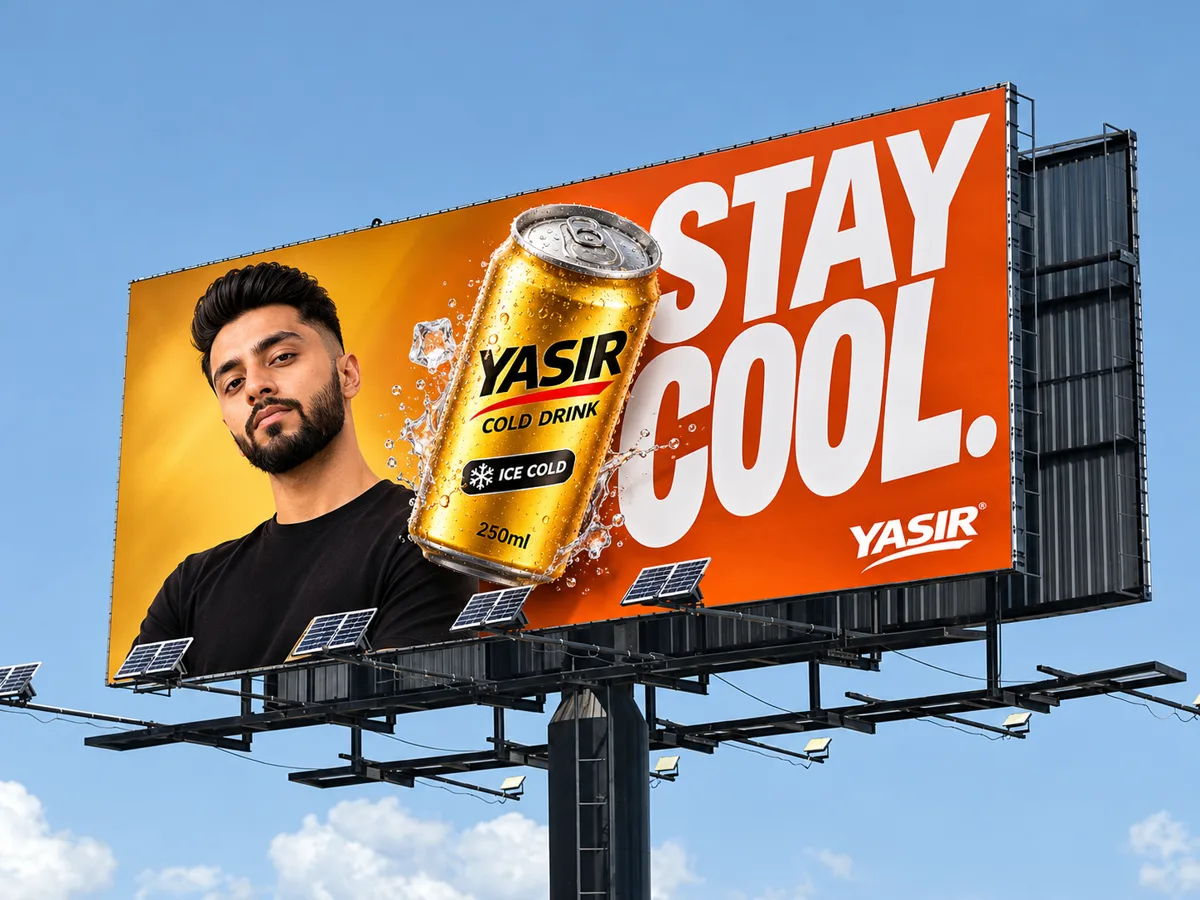 STAY
COOL.
YASIR
COLD DRINK
ICE COLD
250ml
YASIR®